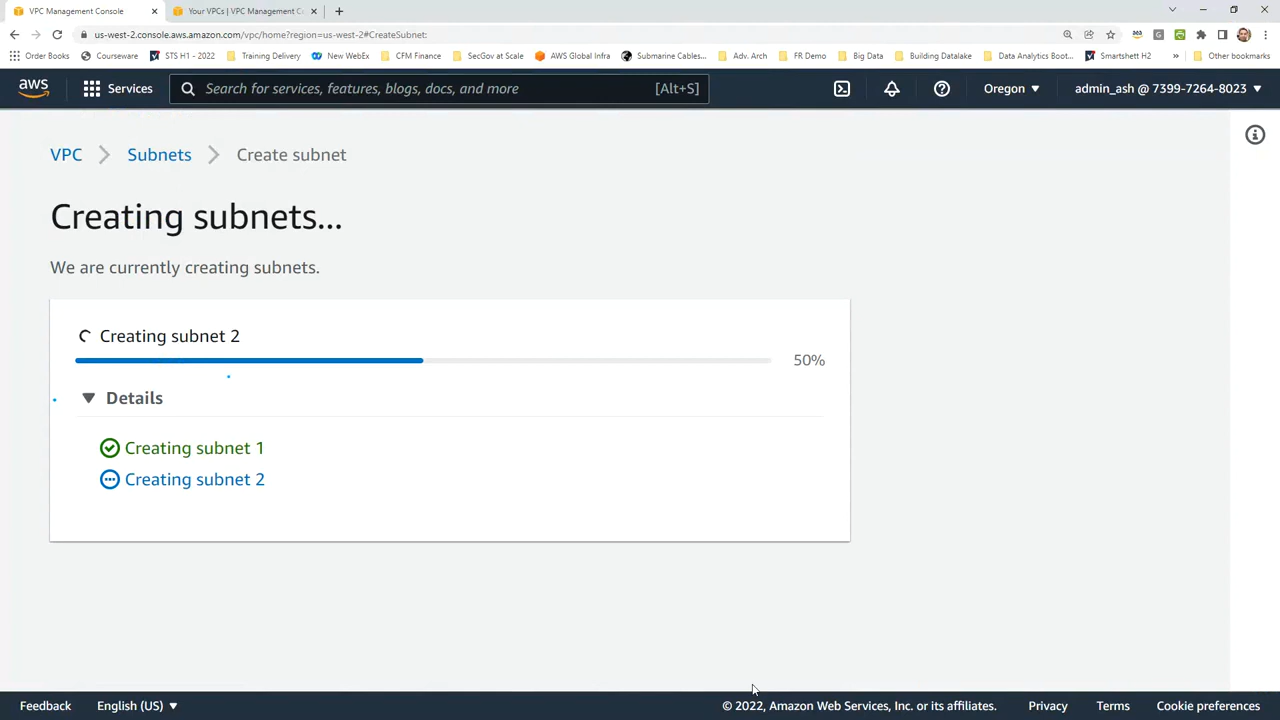 VPC Management Console
Your VPCs | VPC Management C
us-west-2.console.aws.amazon.com/vpc/home?region=us-west-2#CreateSubnet:
Order Books Courseware STS H1 - 2022 Training Delivery New WebEx CFM Finance SecGov at Scale AWS Global Infra Submarine Cables... Adv. Arch FR Demo Big Data Building Datalake Data Analytics Boot... Smartshett H2 » Other bookmarks
aws Services Search for services, features, blogs, docs, and more [Alt+S] Oregon admin_ash @ 7399-7264-8023
VPC Subnets Create subnet
Creating subnets...
We are currently creating subnets.
Creating subnet 2
50%
Details
Creating subnet 1
Creating subnet 2
Feedback English (US) © 2022, Amazon Web Services, Inc. or its affiliates. Privacy Terms Cookie preferences